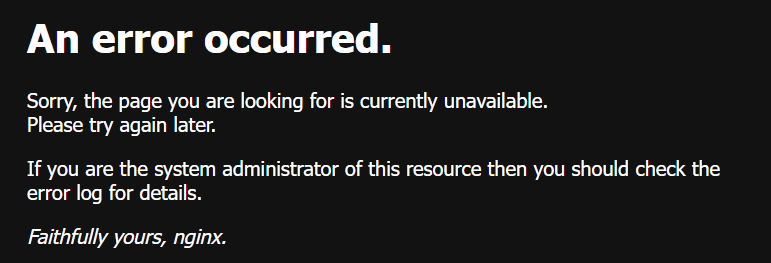 An error occurred.
Sorry, the page you are looking for is currently unavailable.
Please try again later.
If you are the system administrator of this resource then you should check the
error log for details.
Faithfully yours, nginx.